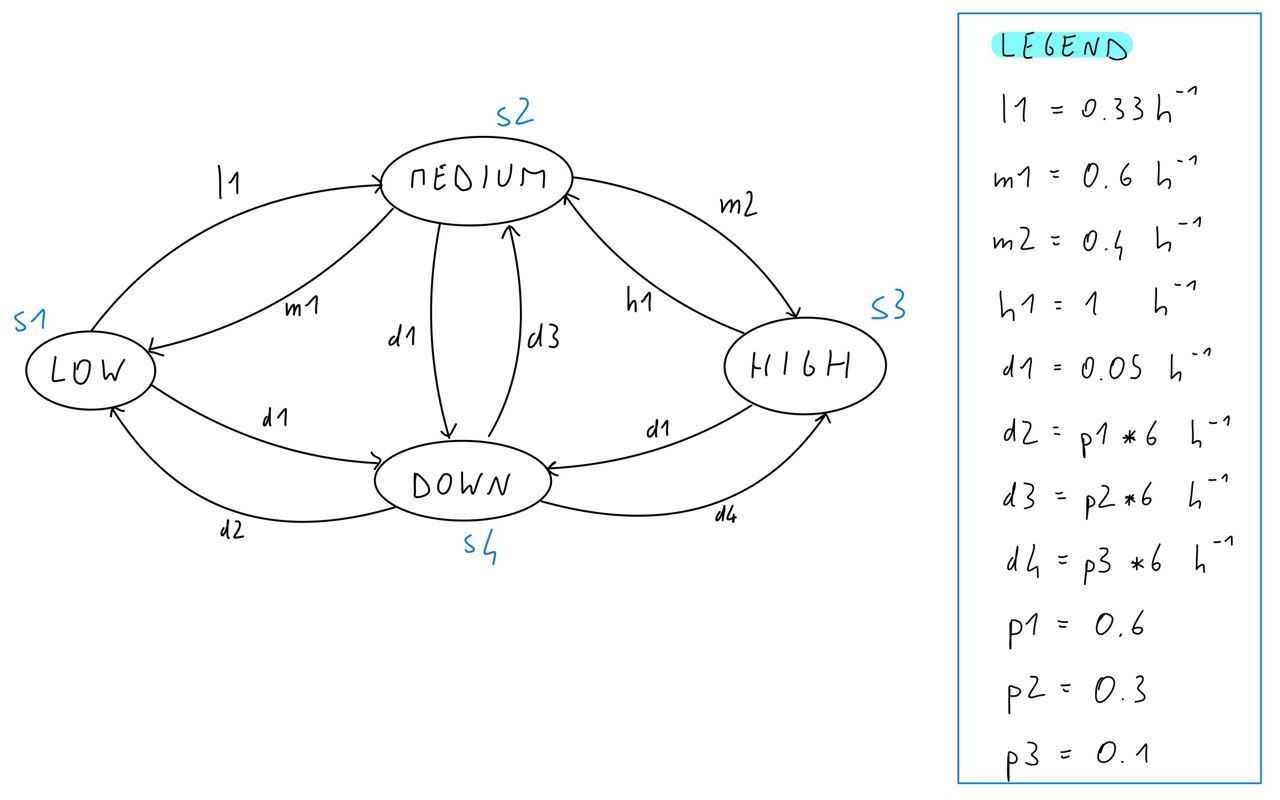 s2
MEDIUM
l1
m2
m1
h1
s1
s3
d1
d3
LOW
HIGH
d1
d1
DOWN
d2
d4
s4
LEGEND
l1 = 0.33 h⁻¹
m1 = 0.6 h⁻¹
m2 = 0.4 h⁻¹
h1 = 1 h⁻¹
d1 = 0.05 h⁻¹
d2 = p1 * 6 h⁻¹
d3 = p2 * 6 h⁻¹
d4 = p3 * 6 h⁻¹
p1 = 0.6
p2 = 0.3
p3 = 0.1